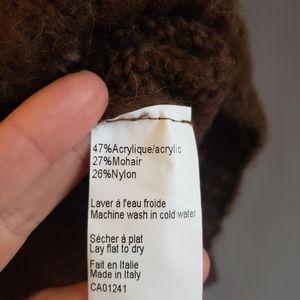 47%Acrylique/acrylic
27%Mohair
26%Nylon
Laver à l'eau froide
Machine wash in cold water
Sécher à plat
Lay flat to dry
Fait en Italie
Made in Italy
CA01241